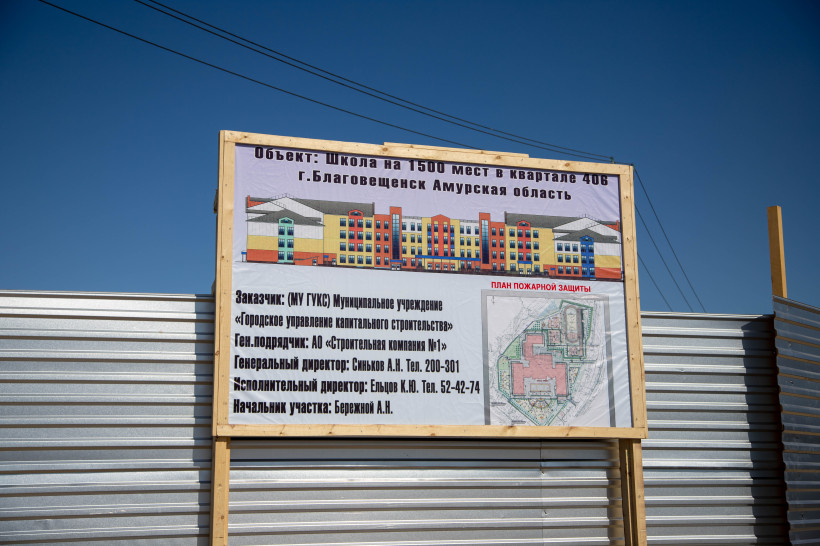 Объект: Школа на 1500 мест в квартале 408
г.Благовещенск Амурская область
ПЛАН ПОЖАРНОЙ ЗАЩИТЫ
Заказчик: (МУ ГУКС) Муниципальное учреждение
«Городское управление капитального строительства»
Ген.подрядчик: АО «Строительная компания №1»
Генеральный директор: Синьков А.Н. Тел. 200-301
Исполнительный директор: Ельцов К.Ю. Тел. 52-42-74
Начальник участка: Бережной А.Н.